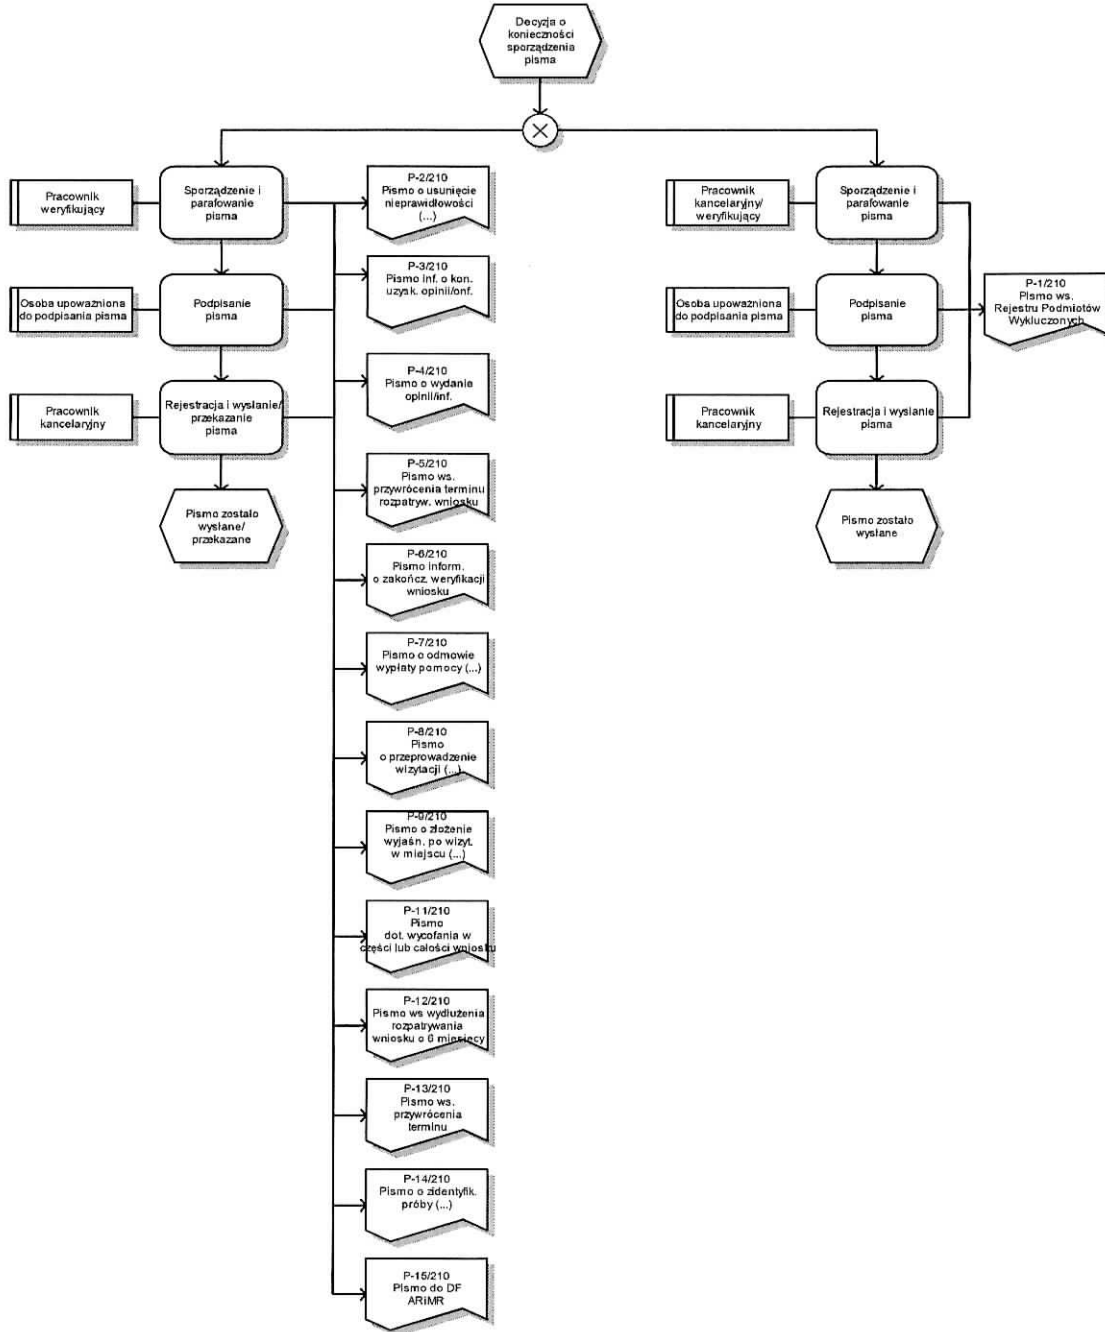 Decyzja o
konieczności
sporządzenia
pisma
Pracownik
weryfikujący
Sporządzenie i
parafowanie
pisma
Osoba upoważniona
do podpisania pisma
Podpisanie
pisma
Pracownik
kancelaryjny
Rejestracja i wysłanie/
przekazanie
pisma
Pismo zostało
wysłane/
przekazane
P-2/210
Pismo o usunięcie
nieprawidłowości
(...)
P-3/210
Pismo inf. o kon.
uzysk. opinii/onf.
P-4/210
Pismo o wydanie
opinii/inf.
P-5/210
Pismo ws.
przywrócenia terminu
rozpatryw. wniosku
P-6/210
Pismo inform.
o zakończ. weryfikacji
wniosku
P-7/210
Pismo o odmowie
wypłaty pomocy (...)
P-8/210
Pismo
o przeprowadzenie
wizytacji (...)
P-9/210
Pismo o złożenie
wyjaśn. po wizyt.
w miejscu (...)
P-11/210
Pismo
dot. wycofania w
części lub całości wniosku
P-12/210
Pismo ws wydłużenia
rozpatrywania
wniosku o 6 miesięcy
P-13/210
Pismo ws.
przywrócenia
terminu
P-14/210
Pismo o zidentyfik.
próby (...)
P-15/210
Pismo do DF
ARiMR
Pracownik
kancelaryjny/
weryfikujący
Sporządzenie i
parafowanie
pisma
Osoba upoważniona
do podpisania pisma
Podpisanie
pisma
Pracownik
kancelaryjny
Rejestracja i wysłanie
pisma
Pismo zostało
wysłane
P-1/210
Pismo ws.
Rejestru Podmiotów
Wykluczonych